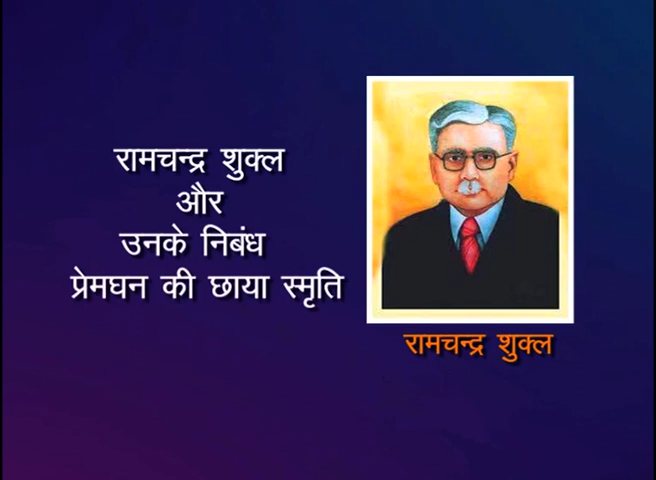 रामचन्द्र शुक्ल
और
उनके निबंध
प्रेमघन की छाया स्मृति
रामचन्द्र शुक्ल